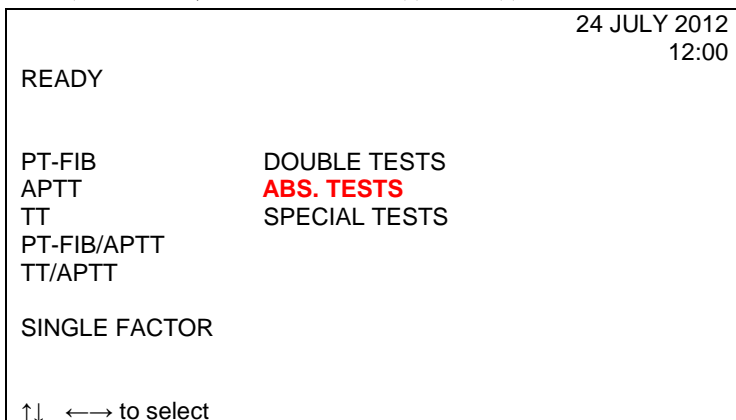 24 JULY 2012
12:00
READY
PT-FIB DOUBLE TESTS
APTT ABS. TESTS
TT SPECIAL TESTS
PT-FIB/APTT
TT/APTT
SINGLE FACTOR
↑↓ ←→ to select